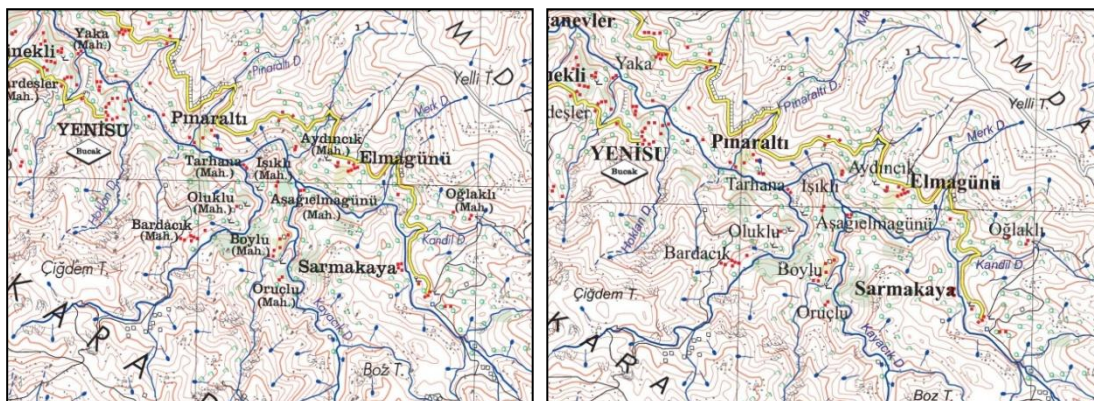 Yaka
(Mah.)
inekli
ardeşler
Mah.)
YENİSU
Bucak
Pınaraltı D.
Pınaraltı
M
D
Yelli T.
Merk D.
Aydıncık
(Mah.)
Elmagünü
Tarhana
(Mah.)
Işıklı
(Mah.)
Oğlaklı
(Mah.)
Oluklu
(Mah.)
Aşağıelmagünü
(Mah.)
Bardacık
(Mah.)
Boylu
(Mah.)
Kandil D.
Çiğdem T.
Sarmakaya
Oruçlu
(Mah.)
K
A
R
A
D
Kayacık D.
Boz T.
anevler
Yaka
nekli
deşler
YENİSU
Bucak
Pınaraltı D.
Pınaraltı
L
I
M
D
A
Yelli T.
Merk D.
Aydıncık
Elmagünü
Tarhana
Işıklı
Oluklu
Aşağıelmagünü
Oğlaklı
Bardacık
Boylu
Kandil D.
Çiğdem T.
Sarmakaya
Oruçlu
K
A
R
A
Kayacık D.
Boz T.